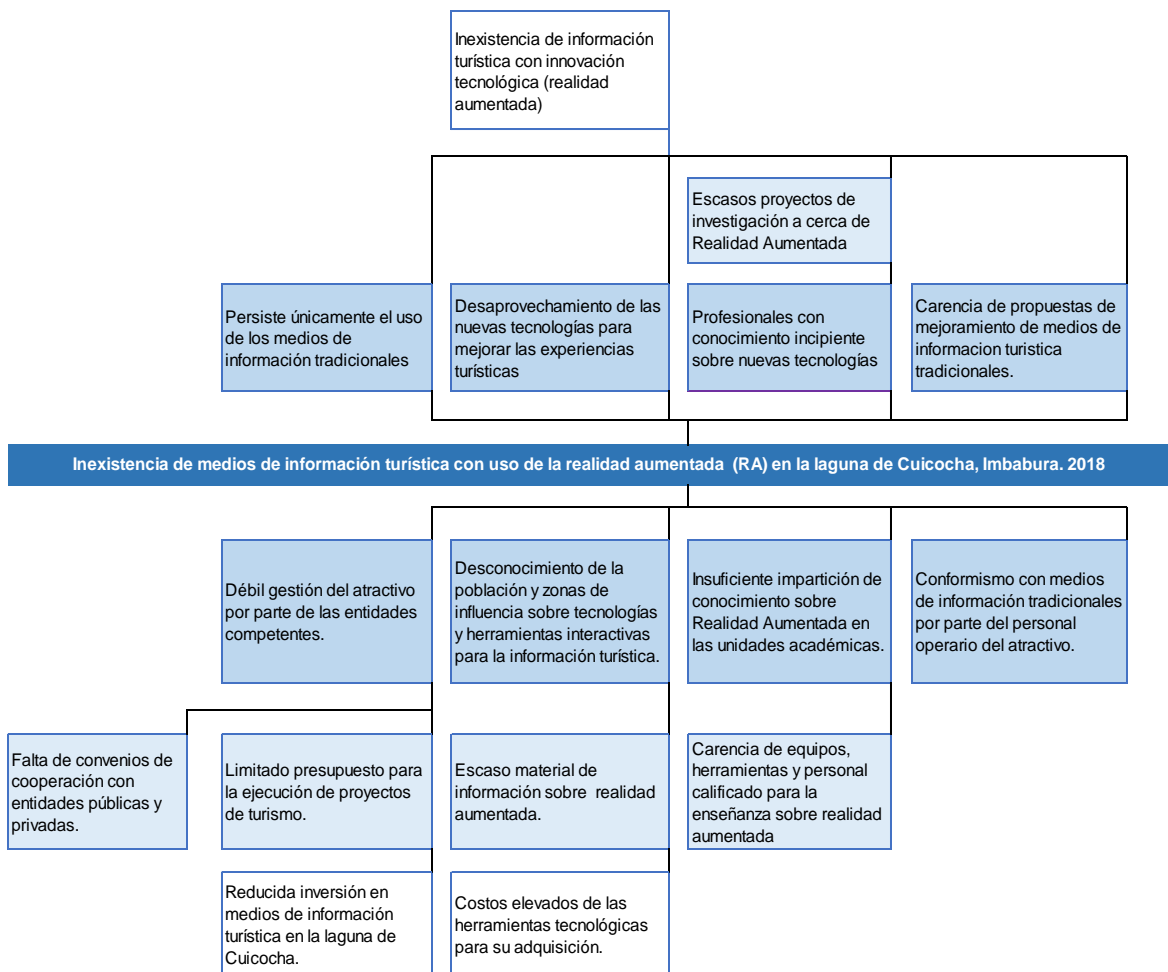 Inexistencia de información
turística con innovación
tecnológica (realidad
aumentada)
Escasos proyectos de
investigación a cerca de
Realidad Aumentada
Persiste únicamente el uso
de los medios de
información tradicionales
Desaprovechamiento de las
nuevas tecnologías para
mejorar las experiencias
turísticas
Profesionales con
conocimiento incipiente
sobre nuevas tecnologías
Carencia de propuestas de
mejoramiento de medios de
informacion turistica
tradicionales.
Inexistencia de medios de información turística con uso de la realidad aumentada (RA) en la laguna de Cuicocha, Imbabura. 2018
Débil gestión del atractivo
por parte de las entidades
competentes.
Desconocimiento de la
población y zonas de
influencia sobre tecnologías
y herramientas interactivas
para la información turística.
Insuficiente impartición de
conocimiento sobre
Realidad Aumentada en
las unidades académicas.
Conformismo con medios
de información tradicionales
por parte del personal
operario del atractivo.
Falta de convenios de
cooperación con
entidades públicas y
privadas.
Limitado presupuesto para
la ejecución de proyectos
de turismo.
Escaso material de
información sobre realidad
aumentada.
Carencia de equipos,
herramientas y personal
calificado para la
enseñanza sobre realidad
aumentada
Reducida inversión en
medios de información
turística en la laguna de
Cuicocha.
Costos elevados de las
herramientas tecnológicas
para su adquisición.